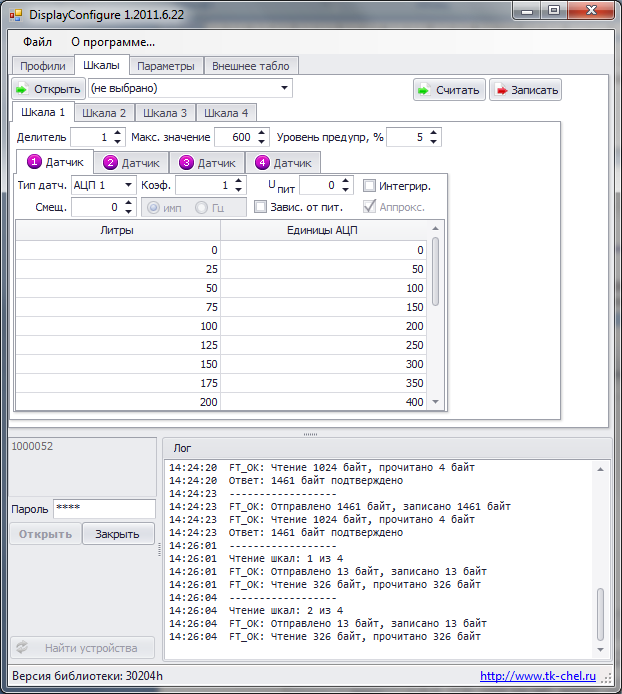 DisplayConfigure 1.2011.6.22
Файл О программе...
Профили Шкалы Параметры Внешнее табло
Открыть (не выбрано) Считать Записать
Шкала 1 Шкала 2 Шкала 3 Шкала 4
Делитель 1 Макс. значение 600 Уровень предупр, % 5
1 Датчик 2 Датчик 3 Датчик 4 Датчик
Тип датч. АЦП 1 Коэф. 1 U пит 0 Интегрир.
Смещ. 0 имп Гц Завис. от пит. Аппрокс.
Литры Единицы АЦП
0 0
25 50
50 100
75 150
100 200
125 250
150 300
175 350
200 400
1000052
Пароль ****
Открыть Закрыть
Найти устройства
Лог
14:24:20 FT_OK: Чтение 1024 байт, прочитано 4 байт
14:24:20 Ответ: 1461 байт подтверждено
14:24:23 ------------------
14:24:23 FT_OK: Отправлено 1461 байт, записано 1461 байт
14:24:23 FT_OK: Чтение 1024 байт, прочитано 4 байт
14:24:23 Ответ: 1461 байт подтверждено
14:26:01 ------------------
14:26:01 Чтение шкал: 1 из 4
14:26:01 FT_OK: Отправлено 13 байт, записано 13 байт
14:26:01 FT_OK: Чтение 326 байт, прочитано 326 байт
14:26:04 ------------------
14:26:04 Чтение шкал: 2 из 4
14:26:04 FT_OK: Отправлено 13 байт, записано 13 байт
14:26:04 FT_OK: Чтение 326 байт, прочитано 326 байт
Версия библиотеки: 30204h http://www.tk-chel.ru